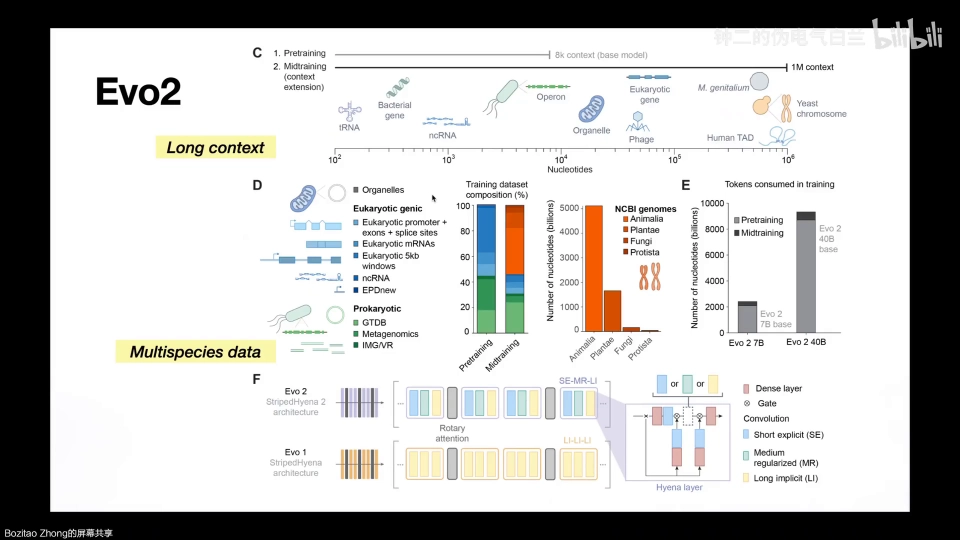 钟二的伪电气白兰 bilibili
Evo2
Long context
Multispecies data
C
1. Pretraining
8k context (base model)
2. Midtraining
(context
extension)
1M context
tRNA
Bacterial
gene
ncRNA
Operon
Organelle
Eukaryotic
gene
Phage
M. genitalium
Yeast
chromosome
Human TAD
10²
10³
10⁴
10⁵
10⁶
Nucleotides
D
Organelles
Eukaryotic genic
Eukaryotic promoter +
exons + splice sites
Eukaryotic mRNAs
Eukaryotic 5kb
windows
ncRNA
EPDnew
Prokaryotic
GTDB
Metagenomics
IMG/VR
Training dataset
composition (%)
100
80
60
40
20
0
Pretraining
Midtraining
Number of nucleotides (billions)
5000
4000
3000
2000
1000
0
NCBI genomes
Animalia
Plantae
Fungi
Protista
Animalia
Plantae
Fungi
Protista
E
Tokens consumed in training
Number of nucleotides (billions)
10000
8000
6000
4000
2000
0
Pretraining
Midtraining
Evo 2
40B
base
Evo 2
7B base
Evo 2 7B
Evo 2 40B
F
Evo 2
StripedHyena 2
architecture
SE-MR-LI
Rotary
attention
Evo 1
StripedHyena
architecture
LI-LI-LI
or
or
Hyena layer
Dense layer
Gate
Convolution
Short explicit (SE)
Medium
regularized (MR)
Long implicit (LI)
Bozitao Zhong的屏幕共享